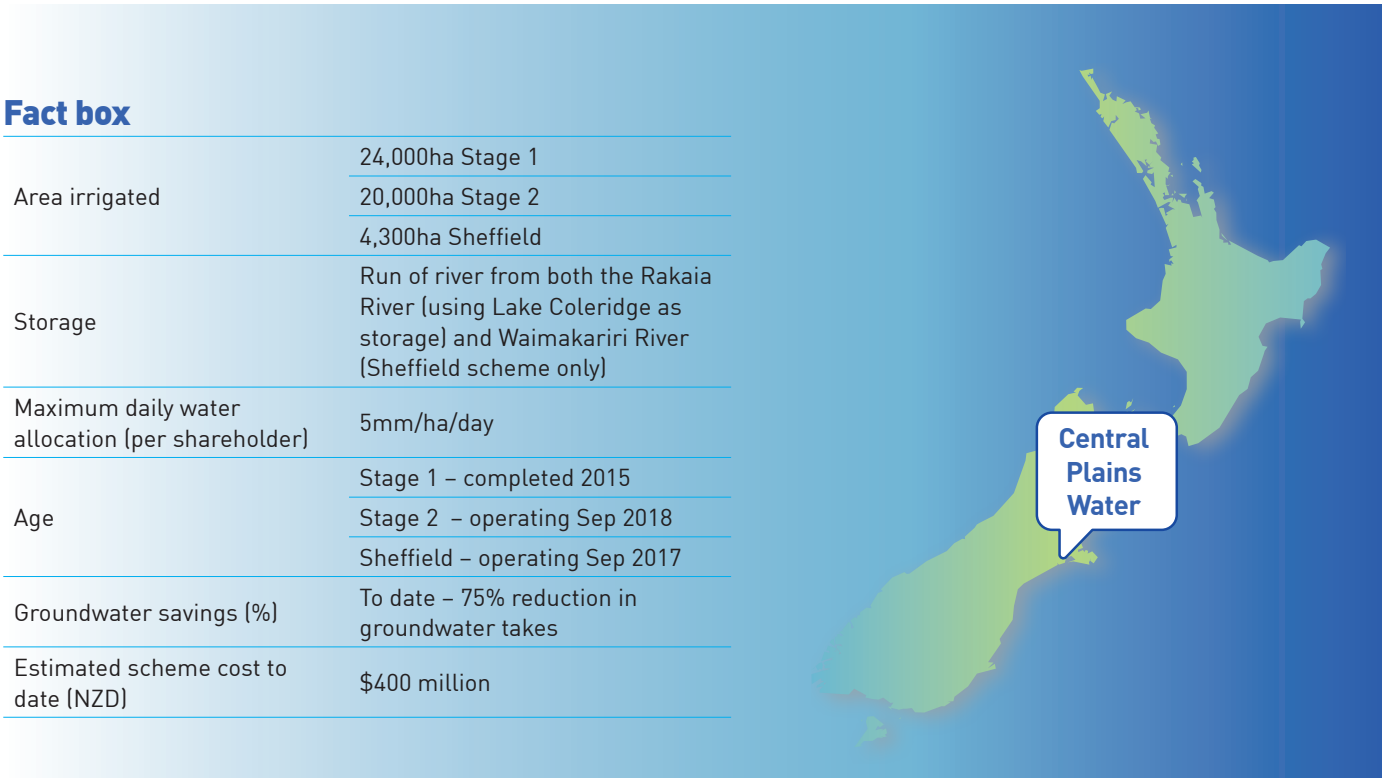 Fact box
Area irrigated
24,000ha Stage 1
20,000ha Stage 2
4,300ha Sheffield
Storage
Run of river from both the Rakaia
River (using Lake Coleridge as
storage) and Waimakariri River
(Sheffield scheme only)
Maximum daily water
allocation (per shareholder)
5mm/ha/day
Age
Stage 1 – completed 2015
Stage 2 – operating Sep 2018
Sheffield – operating Sep 2017
Groundwater savings (%)
To date – 75% reduction in
groundwater takes
Estimated scheme cost to
date (NZD)
$400 million
Central
Plains
Water